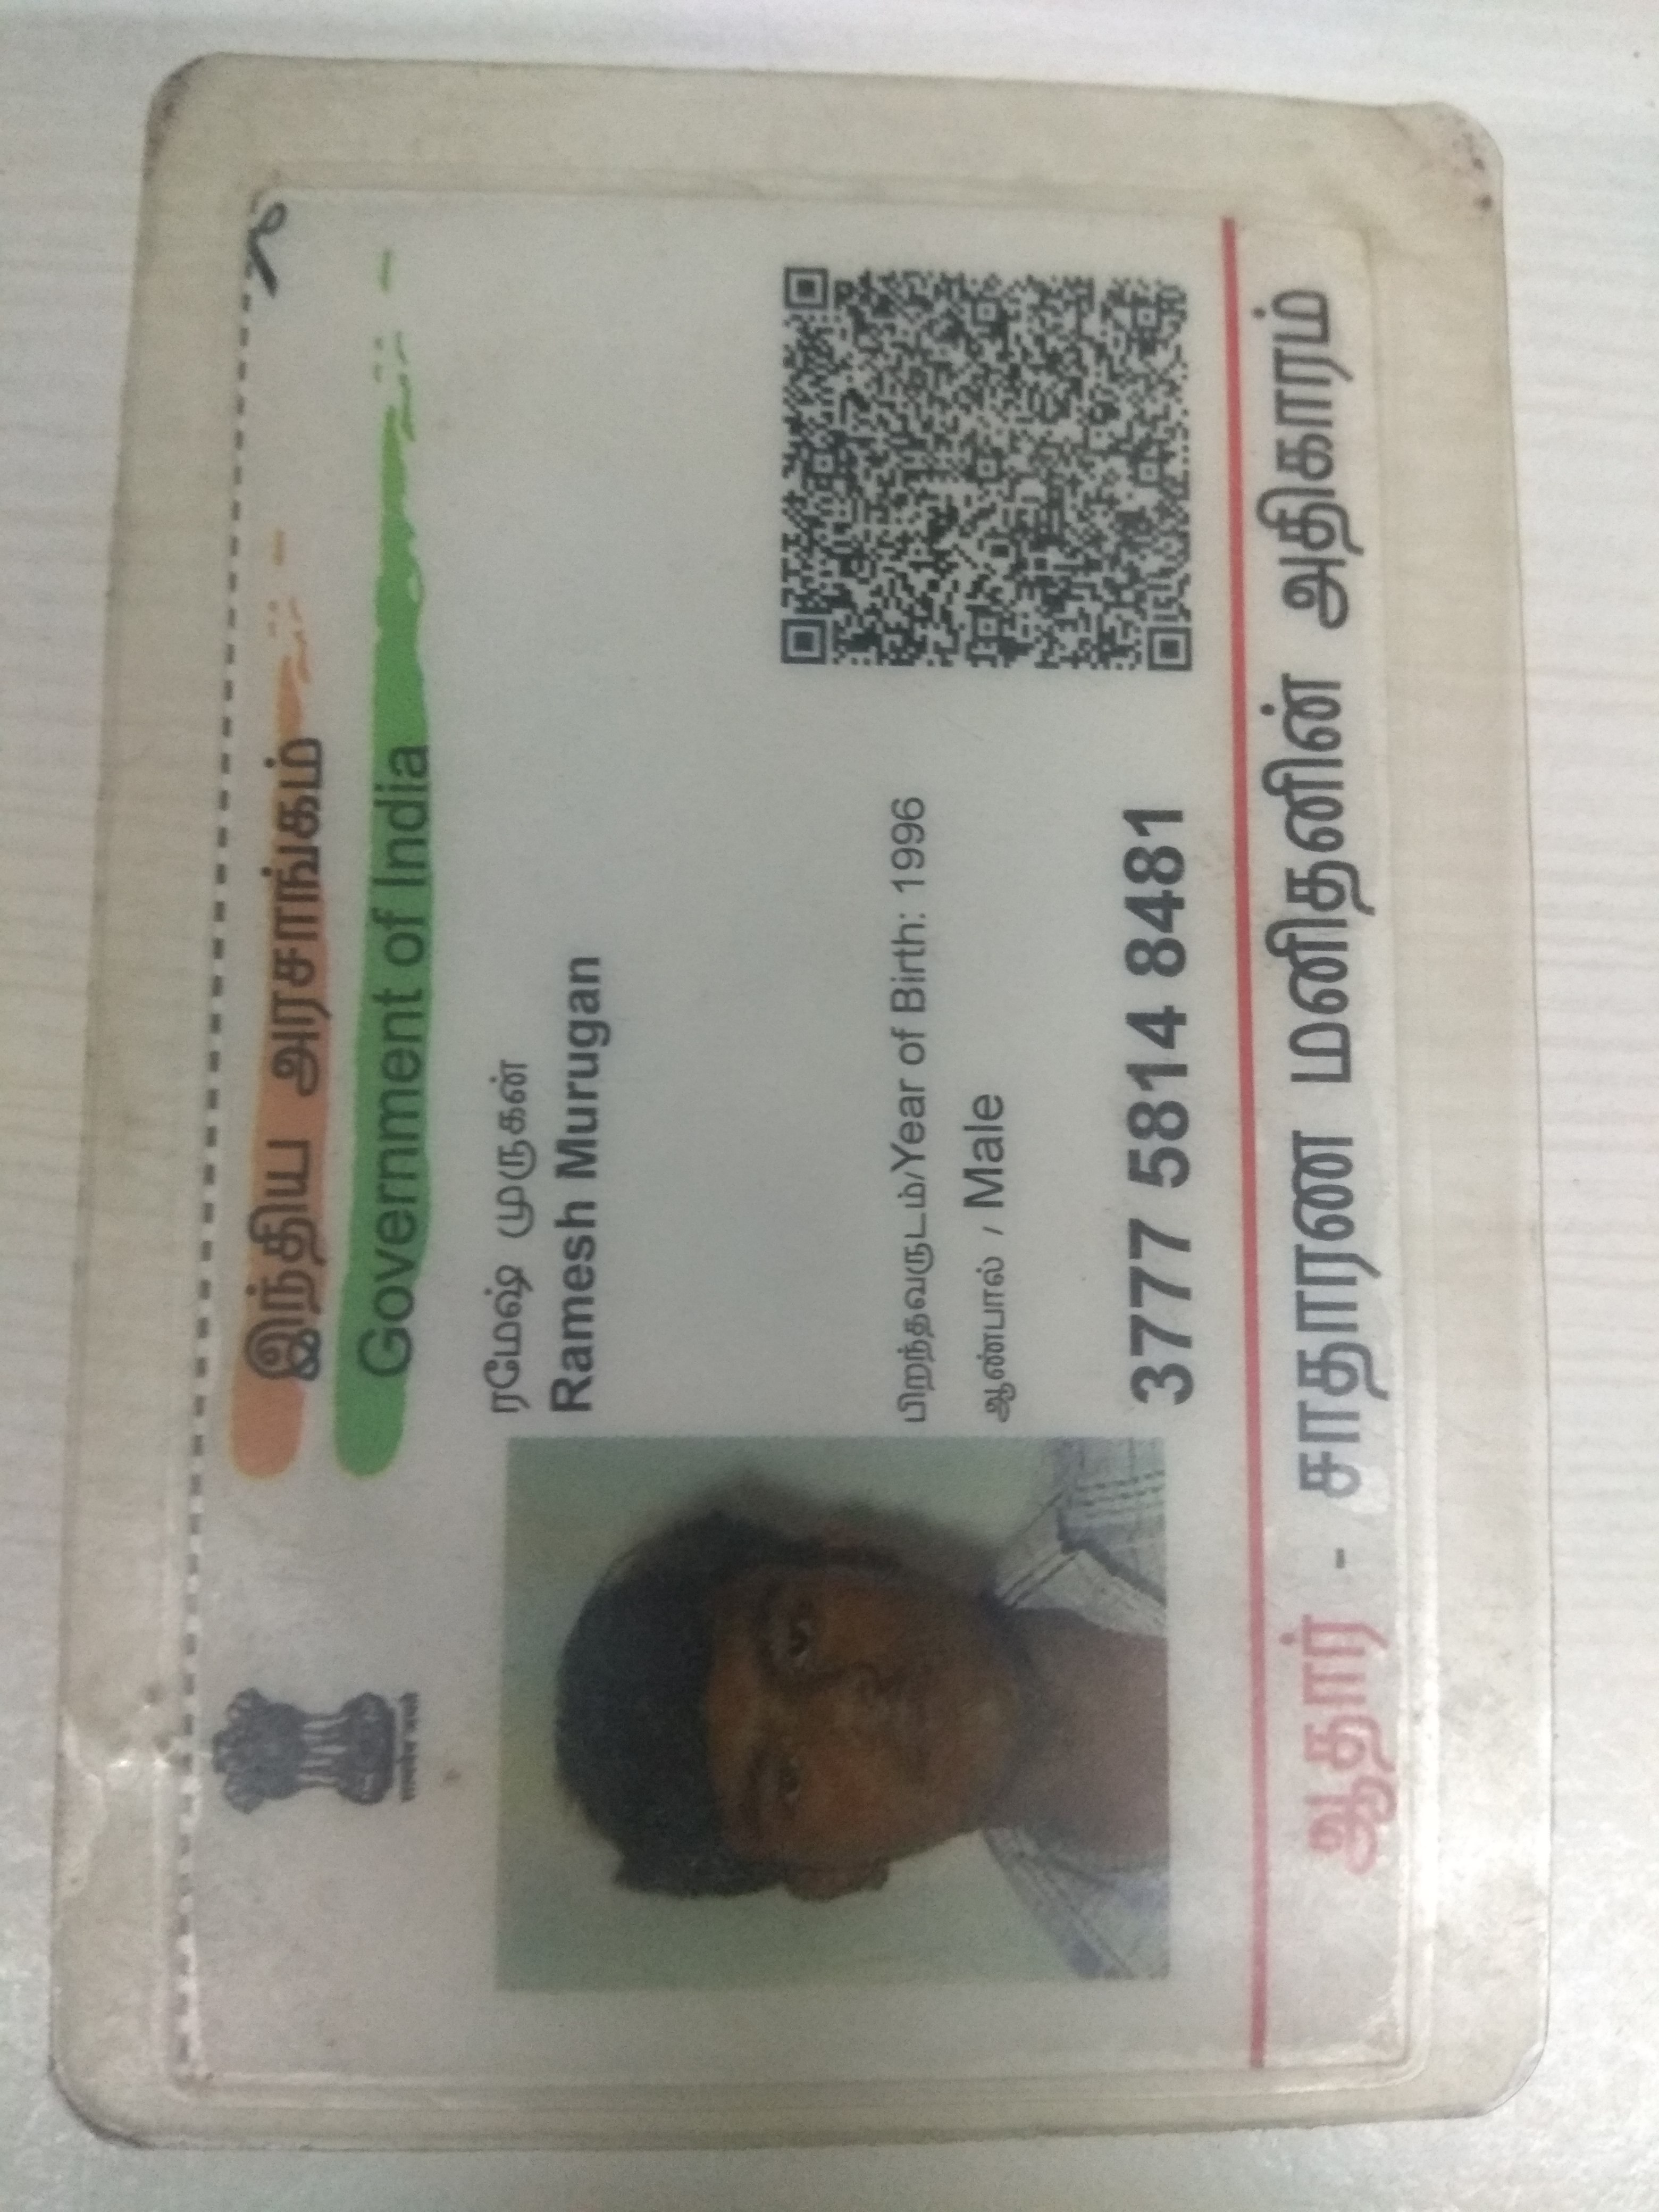 இந்திய அரசாங்கம்
Government of India
ரமேஷ் முருகன்
Ramesh Murugan
பிறந்தவருடம்/Year of Birth: 1996
ஆண்பால் / Male
3777 5814 8481
ஆதார் - சாதாரண மனிதனின் அதிகாரம்